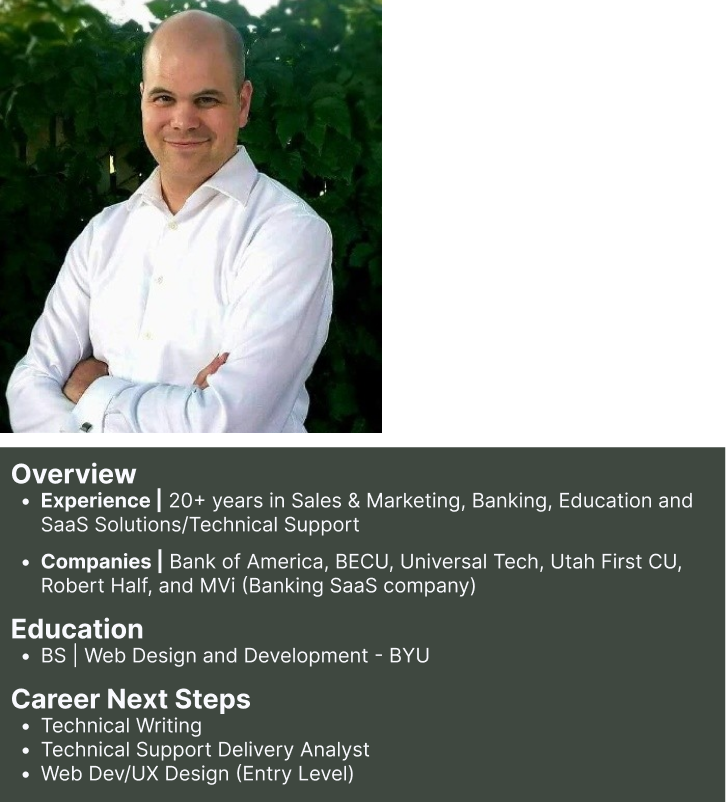 Overview
• Experience | 20+ years in Sales & Marketing, Banking, Education and
SaaS Solutions/Technical Support
• Companies | Bank of America, BECU, Universal Tech, Utah First CU,
Robert Half, and MVi (Banking SaaS company)
Education
• BS | Web Design and Development - BYU
Career Next Steps
• Technical Writing
• Technical Support Delivery Analyst
• Web Dev/UX Design (Entry Level)